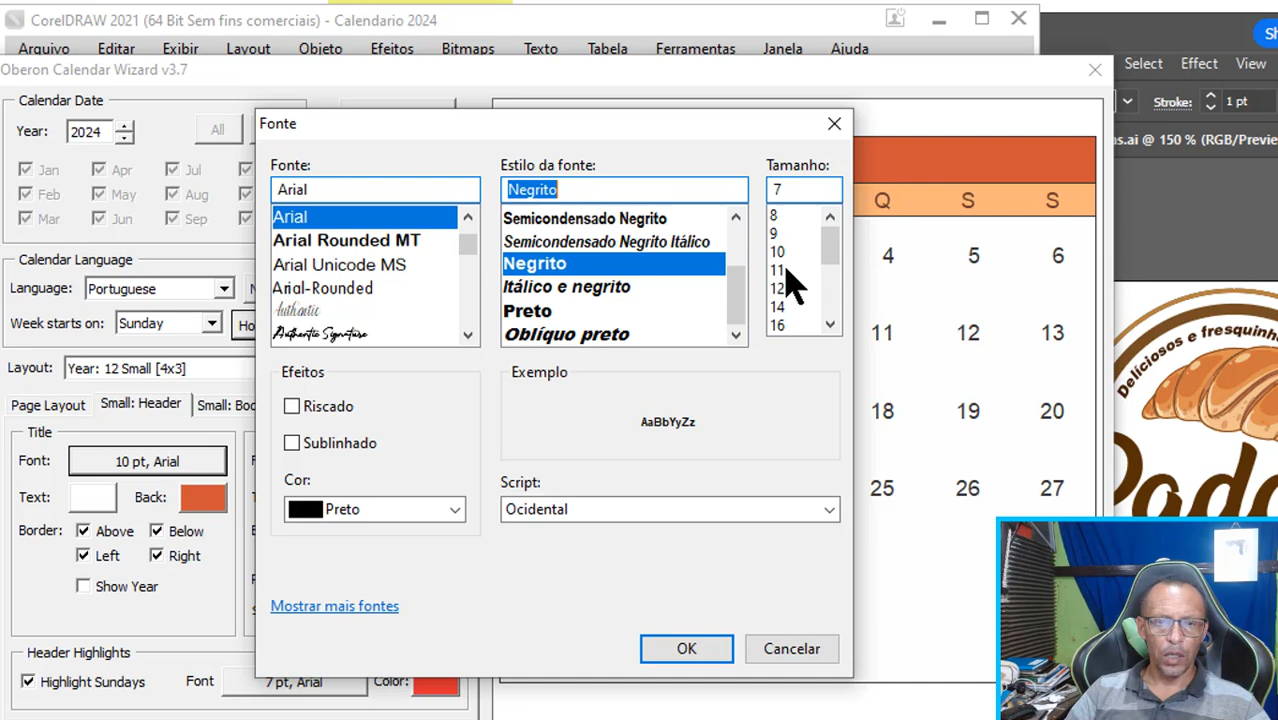 CorelDRAW 2021 (64 Bit Sem fins comerciais) - Calendario 2024
Arquivo Editar Exibir Layout Objeto Efeitos Bitmaps Texto Tabela Ferramentas Janela Ajuda
Select Effect View
Oberon Calendar Wizard v3.7
Stroke: 1 pt
ns.ai @ 150 % (RGB/Preview
Calendar Date
Year: 2024 All
Jan Apr Jul
Feb May Aug
Mar Jun Sep
Calendar Language
Language: Portuguese
Week starts on: Sunday
Layout: Year: 12 Small [4x3]
Page Layout Small: Header Small: Bo
Title
Font: 10 pt, Arial
Text: Back:
Border: Above Below
Left Right
Show Year
Header Highlights
Highlight Sundays Font 7 pt, Arial Color:
Fonte
Fonte: Estilo da fonte: Tamanho:
Arial Negrito 7
Arial
Arial Rounded MT
Arial Unicode MS
Arial-Rounded
Authentic
Authentic Signature
Semicondensado Negrito
Semicondensado Negrito Itálico
Negrito
Itálico e negrito
Preto
Oblíquo preto
8
9
10
11
12
14
16
Efeitos
Riscado
Sublinhado
Cor:
Preto
Exemplo
AaBbYyZz
Script:
Ocidental
Mostrar mais fontes
OK Cancelar
Q S S
4 5 6
11 12 13
18 19 20
25 26 27
Deliciosos e fresquinh
Pada